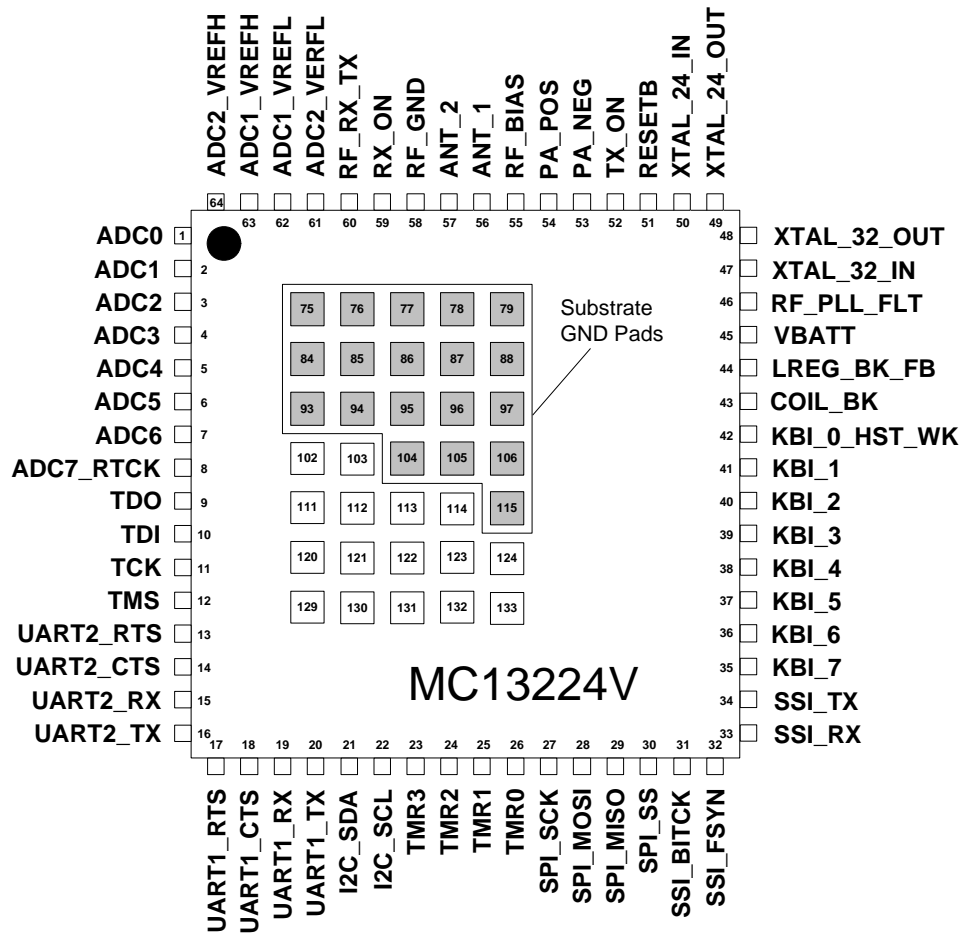 ADC2_VREFH
ADC1_VREFH
ADC1_VREFL
ADC2_VERFL
RF_RX_TX
RX_ON
RF_GND
ANT_2
ANT_1
RF_BIAS
PA_POS
PA_NEG
TX_ON
RESETB
XTAL_24_IN
XTAL_24_OUT
64 63 62 61 60 59 58 57 56 55 54 53 52 51 50 49
ADC0 1
ADC1 2
ADC2 3
ADC3 4
ADC4 5
ADC5 6
ADC6 7
ADC7_RTCK 8
TDO 9
TDI 10
TCK 11
TMS 12
UART2_RTS 13
UART2_CTS 14
UART2_RX 15
UART2_TX 16
75 76 77 78 79
84 85 86 87 88
93 94 95 96 97
102 103 104 105 106
111 112 113 114 115
120 121 122 123 124
129 130 131 132 133
Substrate
GND Pads
MC13224V
48 XTAL_32_OUT
47 XTAL_32_IN
46 RF_PLL_FLT
45 VBATT
44 LREG_BK_FB
43 COIL_BK
42 KBI_0_HST_WK
41 KBI_1
40 KBI_2
39 KBI_3
38 KBI_4
37 KBI_5
36 KBI_6
35 KBI_7
34 SSI_TX
33 SSI_RX
17 18 19 20 21 22 23 24 25 26 27 28 29 30 31 32
UART1_RTS
UART1_CTS
UART1_RX
UART1_TX
I2C_SDA
I2C_SCL
TMR3
TMR2
TMR1
TMR0
SPI_SCK
SPI_MOSI
SPI_MISO
SPI_SS
SSI_BITCK
SSI_FSYN